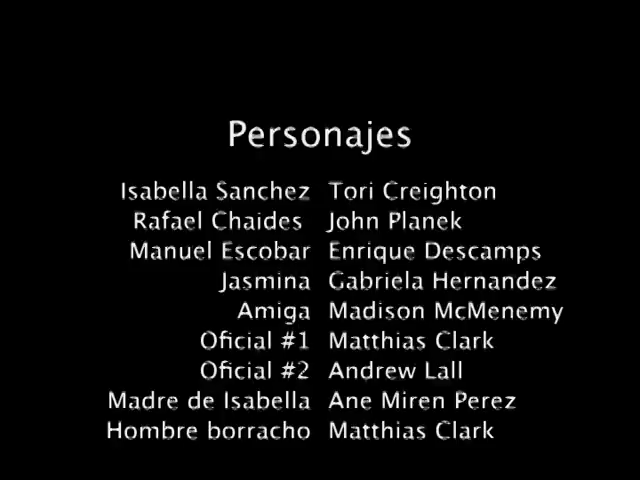 Personajes
Isabella Sanchez Tori Creighton
Rafael Chaides John Planek
Manuel Escobar Enrique Descamps
Jasmina Gabriela Hernandez
Amiga Madison McMenemy
Oficial #1 Matthias Clark
Oficial #2 Andrew Lall
Madre de Isabella Ane Miren Perez
Hombre borracho Matthias Clark